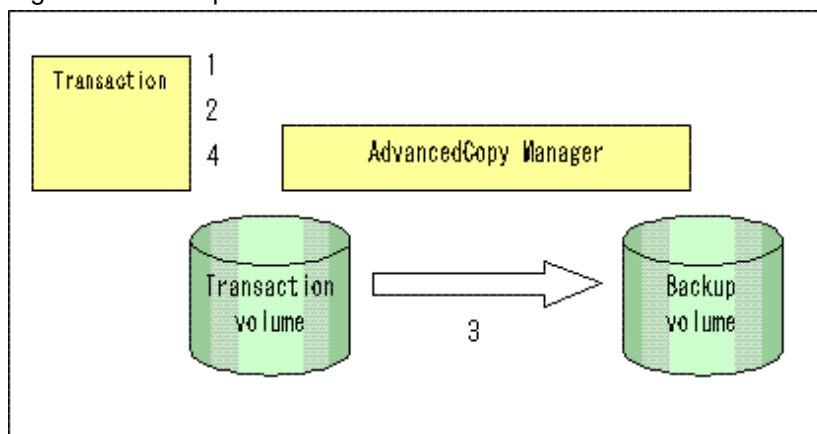 Transaction
1
2
4
AdvancedCopy Manager
Transaction
volume
3
Backup
volume